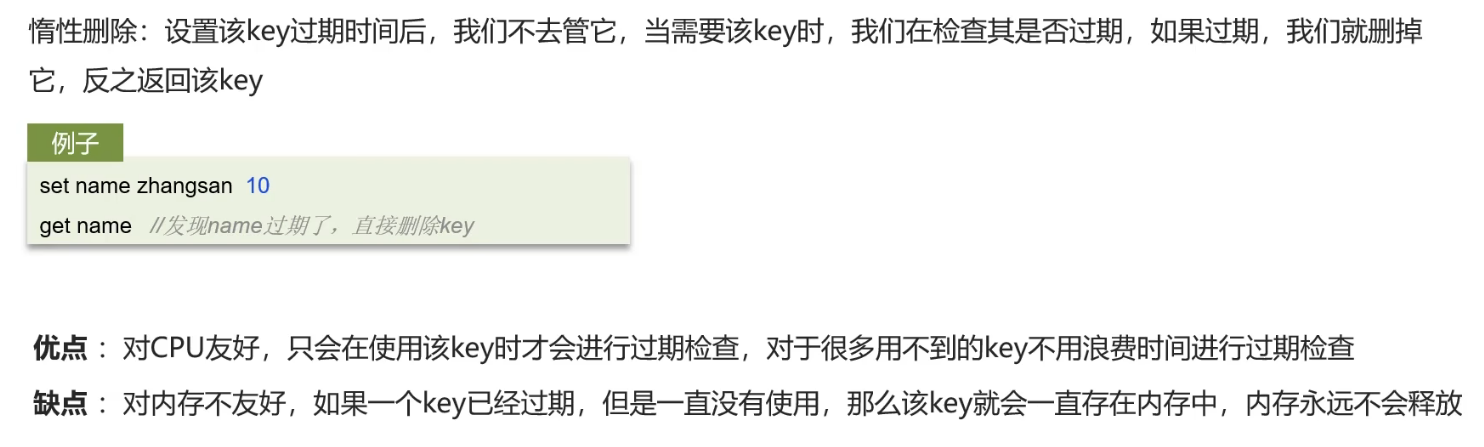 惰性删除：设置该key过期时间后，我们不去管它，当需要该key时，我们在检查其是否过期，如果过期，我们就删掉
它，反之返回该key
例子
set name zhangsan 10
get name //发现name过期了，直接删除key
优点 ：对CPU友好，只会在使用该key时才会进行过期检查，对于很多用不到的key不用浪费时间进行过期检查
缺点 ：对内存不友好，如果一个key已经过期，但是一直没有使用，那么该key就会一直存在内存中，内存永远不会释放